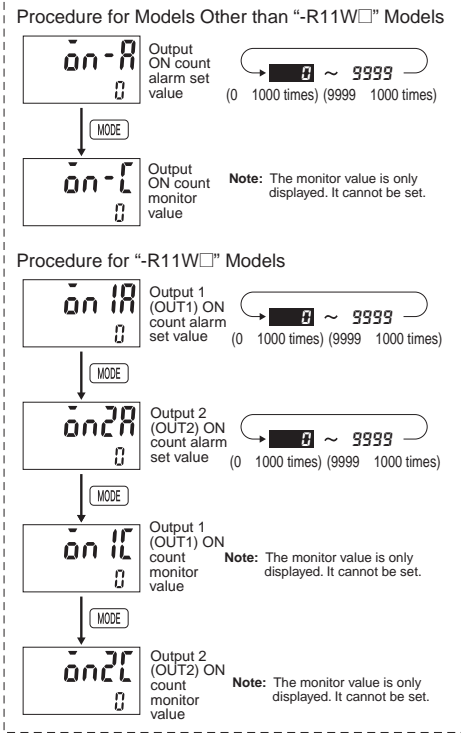 Procedure for Models Other than “-R11W□” Models
on-A
0
Output
ON count
alarm set
value
0 ~ 9999
(0 1000 times) (9999 1000 times)
MODE
on-C
0
Output
ON count
monitor
value
Note: The monitor value is only
displayed. It cannot be set.
Procedure for “-R11W□” Models
on1A
0
Output 1
(OUT1) ON
count alarm
set value
0 ~ 9999
(0 1000 times) (9999 1000 times)
MODE
on2A
0
Output 2
(OUT2) ON
count alarm
set value
0 ~ 9999
(0 1000 times) (9999 1000 times)
MODE
on1C
0
Output 1
(OUT1) ON
count
monitor
value
Note: The monitor value is only
displayed. It cannot be set.
MODE
on2C
0
Output 2
(OUT2) ON
count
monitor
value
Note: The monitor value is only
displayed. It cannot be set.